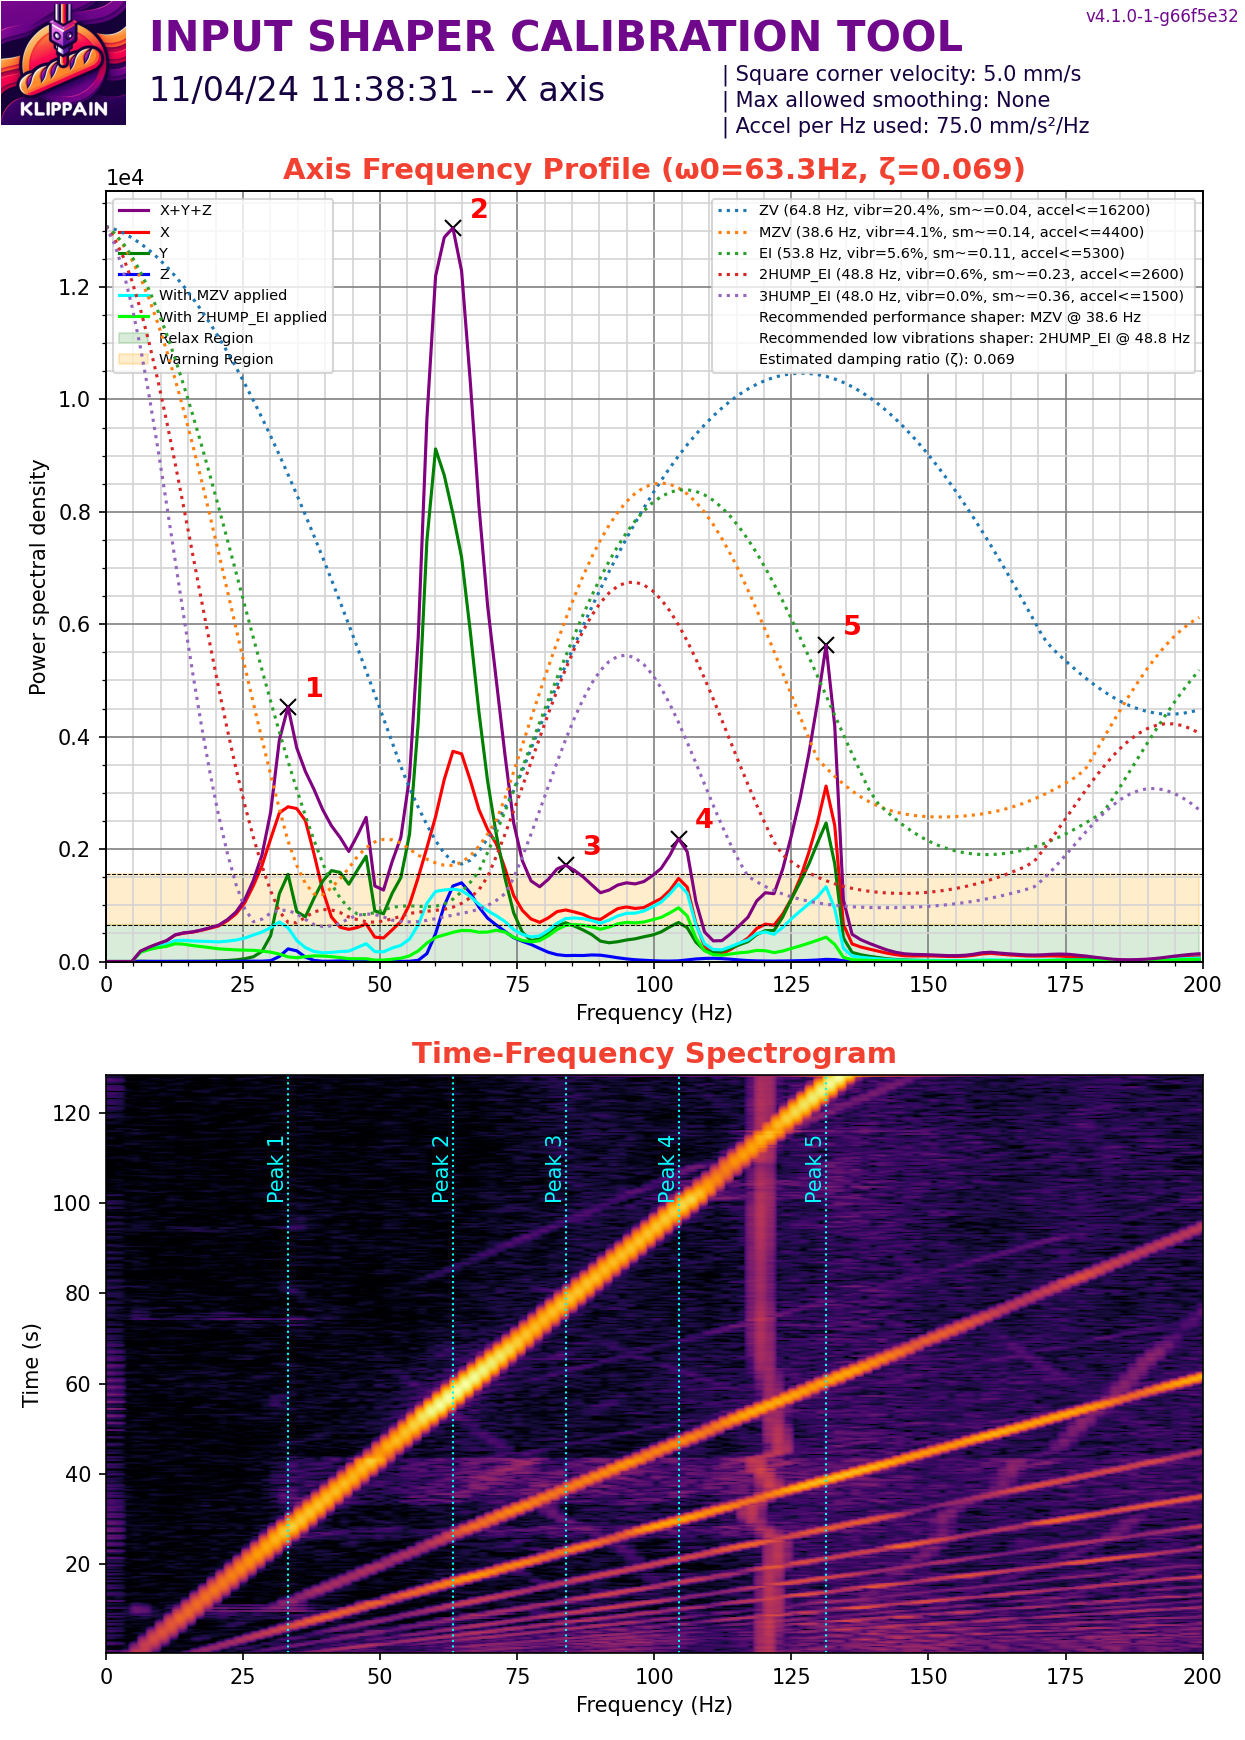 v4.1.0-1-g66f5e32
INPUT SHAPER CALIBRATION TOOL
11/04/24 11:38:31 -- X axis
| Square corner velocity: 5.0 mm/s
| Max allowed smoothing: None
| Accel per Hz used: 75.0 mm/s²/Hz
KLIPPAIN
Axis Frequency Profile (ω0=63.3Hz, ζ=0.069)
1e4
X+Y+Z
X
Y
Z
With MZV applied
With 2HUMP_EI applied
Relax Region
Warning Region
ZV (64.8 Hz, vibr=20.4%, sm~=0.04, accel<=16200)
MZV (38.6 Hz, vibr=4.1%, sm~=0.14, accel<=4400)
EI (53.8 Hz, vibr=5.6%, sm~=0.11, accel<=5300)
2HUMP_EI (48.8 Hz, vibr=0.6%, sm~=0.23, accel<=2600)
3HUMP_EI (48.0 Hz, vibr=0.0%, sm~=0.36, accel<=1500)
Recommended performance shaper: MZV @ 38.6 Hz
Recommended low vibrations shaper: 2HUMP_EI @ 48.8 Hz
Estimated damping ratio (ζ): 0.069
1
2
3
4
5
Power spectral density
1.2
1.0
0.8
0.6
0.4
0.2
0.0
0 25 50 75 100 125 150 175 200
Frequency (Hz)
Time-Frequency Spectrogram
Peak 1
Peak 2
Peak 3
Peak 4
Peak 5
Time (s)
120
100
80
60
40
20
0 25 50 75 100 125 150 175 200
Frequency (Hz)